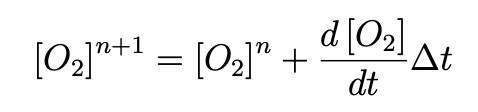 [O₂]ⁿ⁺¹ = [O₂]ⁿ + d [O₂]/dt Δt